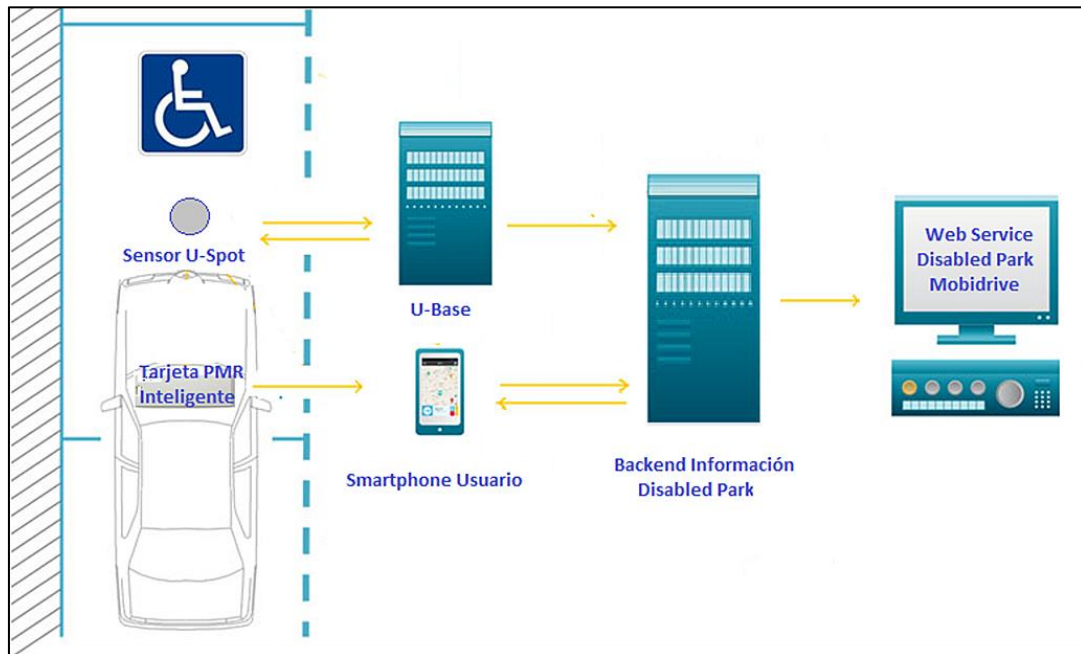 Sensor U-Spot
U-Base
Web Service
Disabled Park
Mobidrive
Tarjeta PMR
Inteligente
Smartphone Usuario
Backend Información
Disabled Park